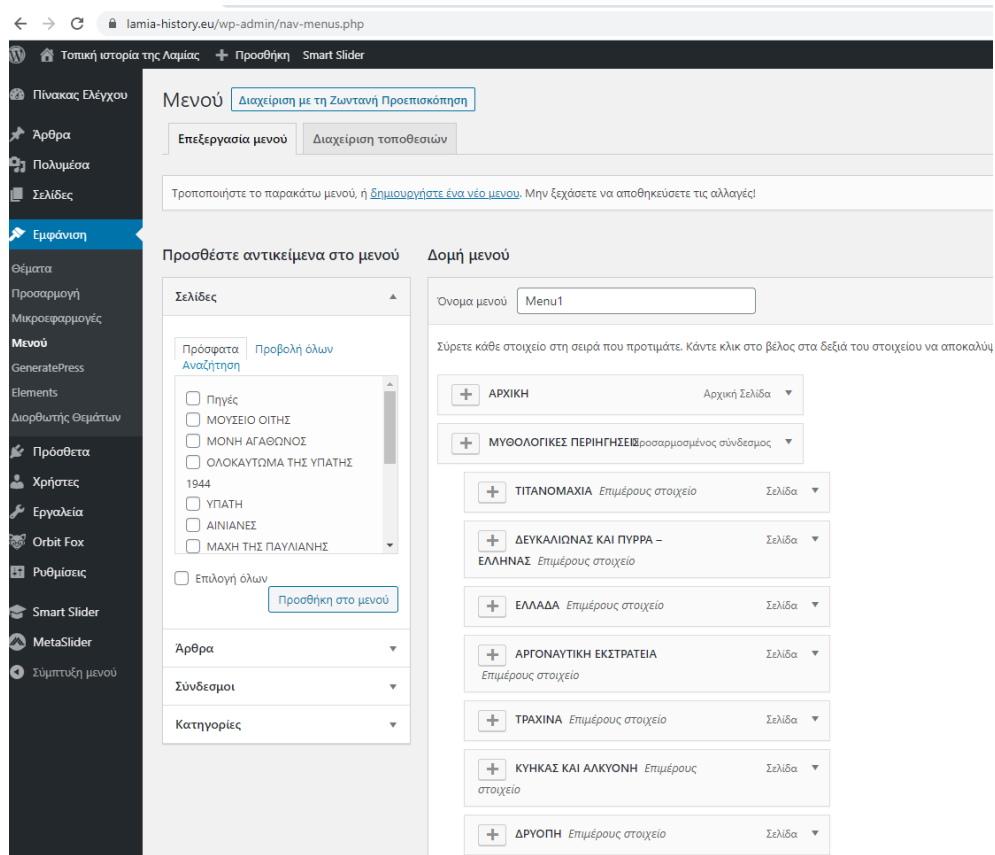 lamia-history.eu/wp-admin/nav-menus.php
Τοπική ιστορία της Λαμίας Προσθήκη Smart Slider
Πίνακας Ελέγχου
Άρθρα
Πολυμέσα
Σελίδες
Εμφάνιση
Θέματα
Προσαρμογή
Μικροεφαρμογές
Μενού
GeneratePress
Elements
Διορθωτής Θεμάτων
Πρόσθετα
Χρήστες
Εργαλεία
Orbit Fox
Ρυθμίσεις
Smart Slider
MetaSlider
Σύμπτυξη μενού
Μενού Διαχείριση με τη Ζωντανή Προεπισκόπηση
Επεξεργασία μενού Διαχείριση τοποθεσιών
Τροποποιήστε το παρακάτω μενού, ή δημιουργήστε ένα νέο μενου. Μην ξεχάσετε να αποθηκεύσετε τις αλλαγές!
Προσθέστε αντικείμενα στο μενού
Σελίδες
Πρόσφατα Προβολή όλων
Αναζήτηση
Πηγές
ΜΟΥΣΕΙΟ ΟΙΤΗΣ
ΜΟΝΗ ΑΓΑΘΩΝΟΣ
ΟΛΟΚΑΥΤΩΜΑ ΤΗΣ ΥΠΑΤΗΣ
1944
ΥΠΑΤΗ
ΑΙΝΙΑΝΕΣ
ΜΑΧΗ ΤΗΣ ΠΑΥΛΙΑΝΗΣ
Επιλογή όλων
Προσθήκη στο μενού
Άρθρα
Σύνδεσμοι
Κατηγορίες
Δομή μενού
Όνομα μενού Menu1
Σύρετε κάθε στοιχείο στη σειρά που προτιμάτε. Κάντε κλικ στο βέλος στα δεξιά του στοιχείου να αποκαλύψ
ΑΡΧΙΚΗ Αρχική Σελίδα
ΜΥΘΟΛΟΓΙΚΕΣ ΠΕΡΙΗΓΗΣΕΙΣ Προσαρμοσμένος σύνδεσμος
ΤΙΤΑΝΟΜΑΧΙΑ Επιμέρους στοιχείο Σελίδα
ΔΕΥΚΑΛΙΩΝΑΣ ΚΑΙ ΠΥΡΡΑ – Σελίδα
ΕΛΛΗΝΑΣ Επιμέρους στοιχείο
ΕΛΛΑΔΑ Επιμέρους στοιχείο Σελίδα
ΑΡΓΟΝΑΥΤΙΚΗ ΕΚΣΤΡΑΤΕΙΑ Σελίδα
Επιμέρους στοιχείο
ΤΡΑΧΙΝΑ Επιμέρους στοιχείο Σελίδα
ΚΥΗΚΑΣ ΚΑΙ ΑΛΚΥΟΝΗ Επιμέρους Σελίδα
στοιχείο
ΔΡΥΟΠΗ Επιμέρους στοιχείο Σελίδα